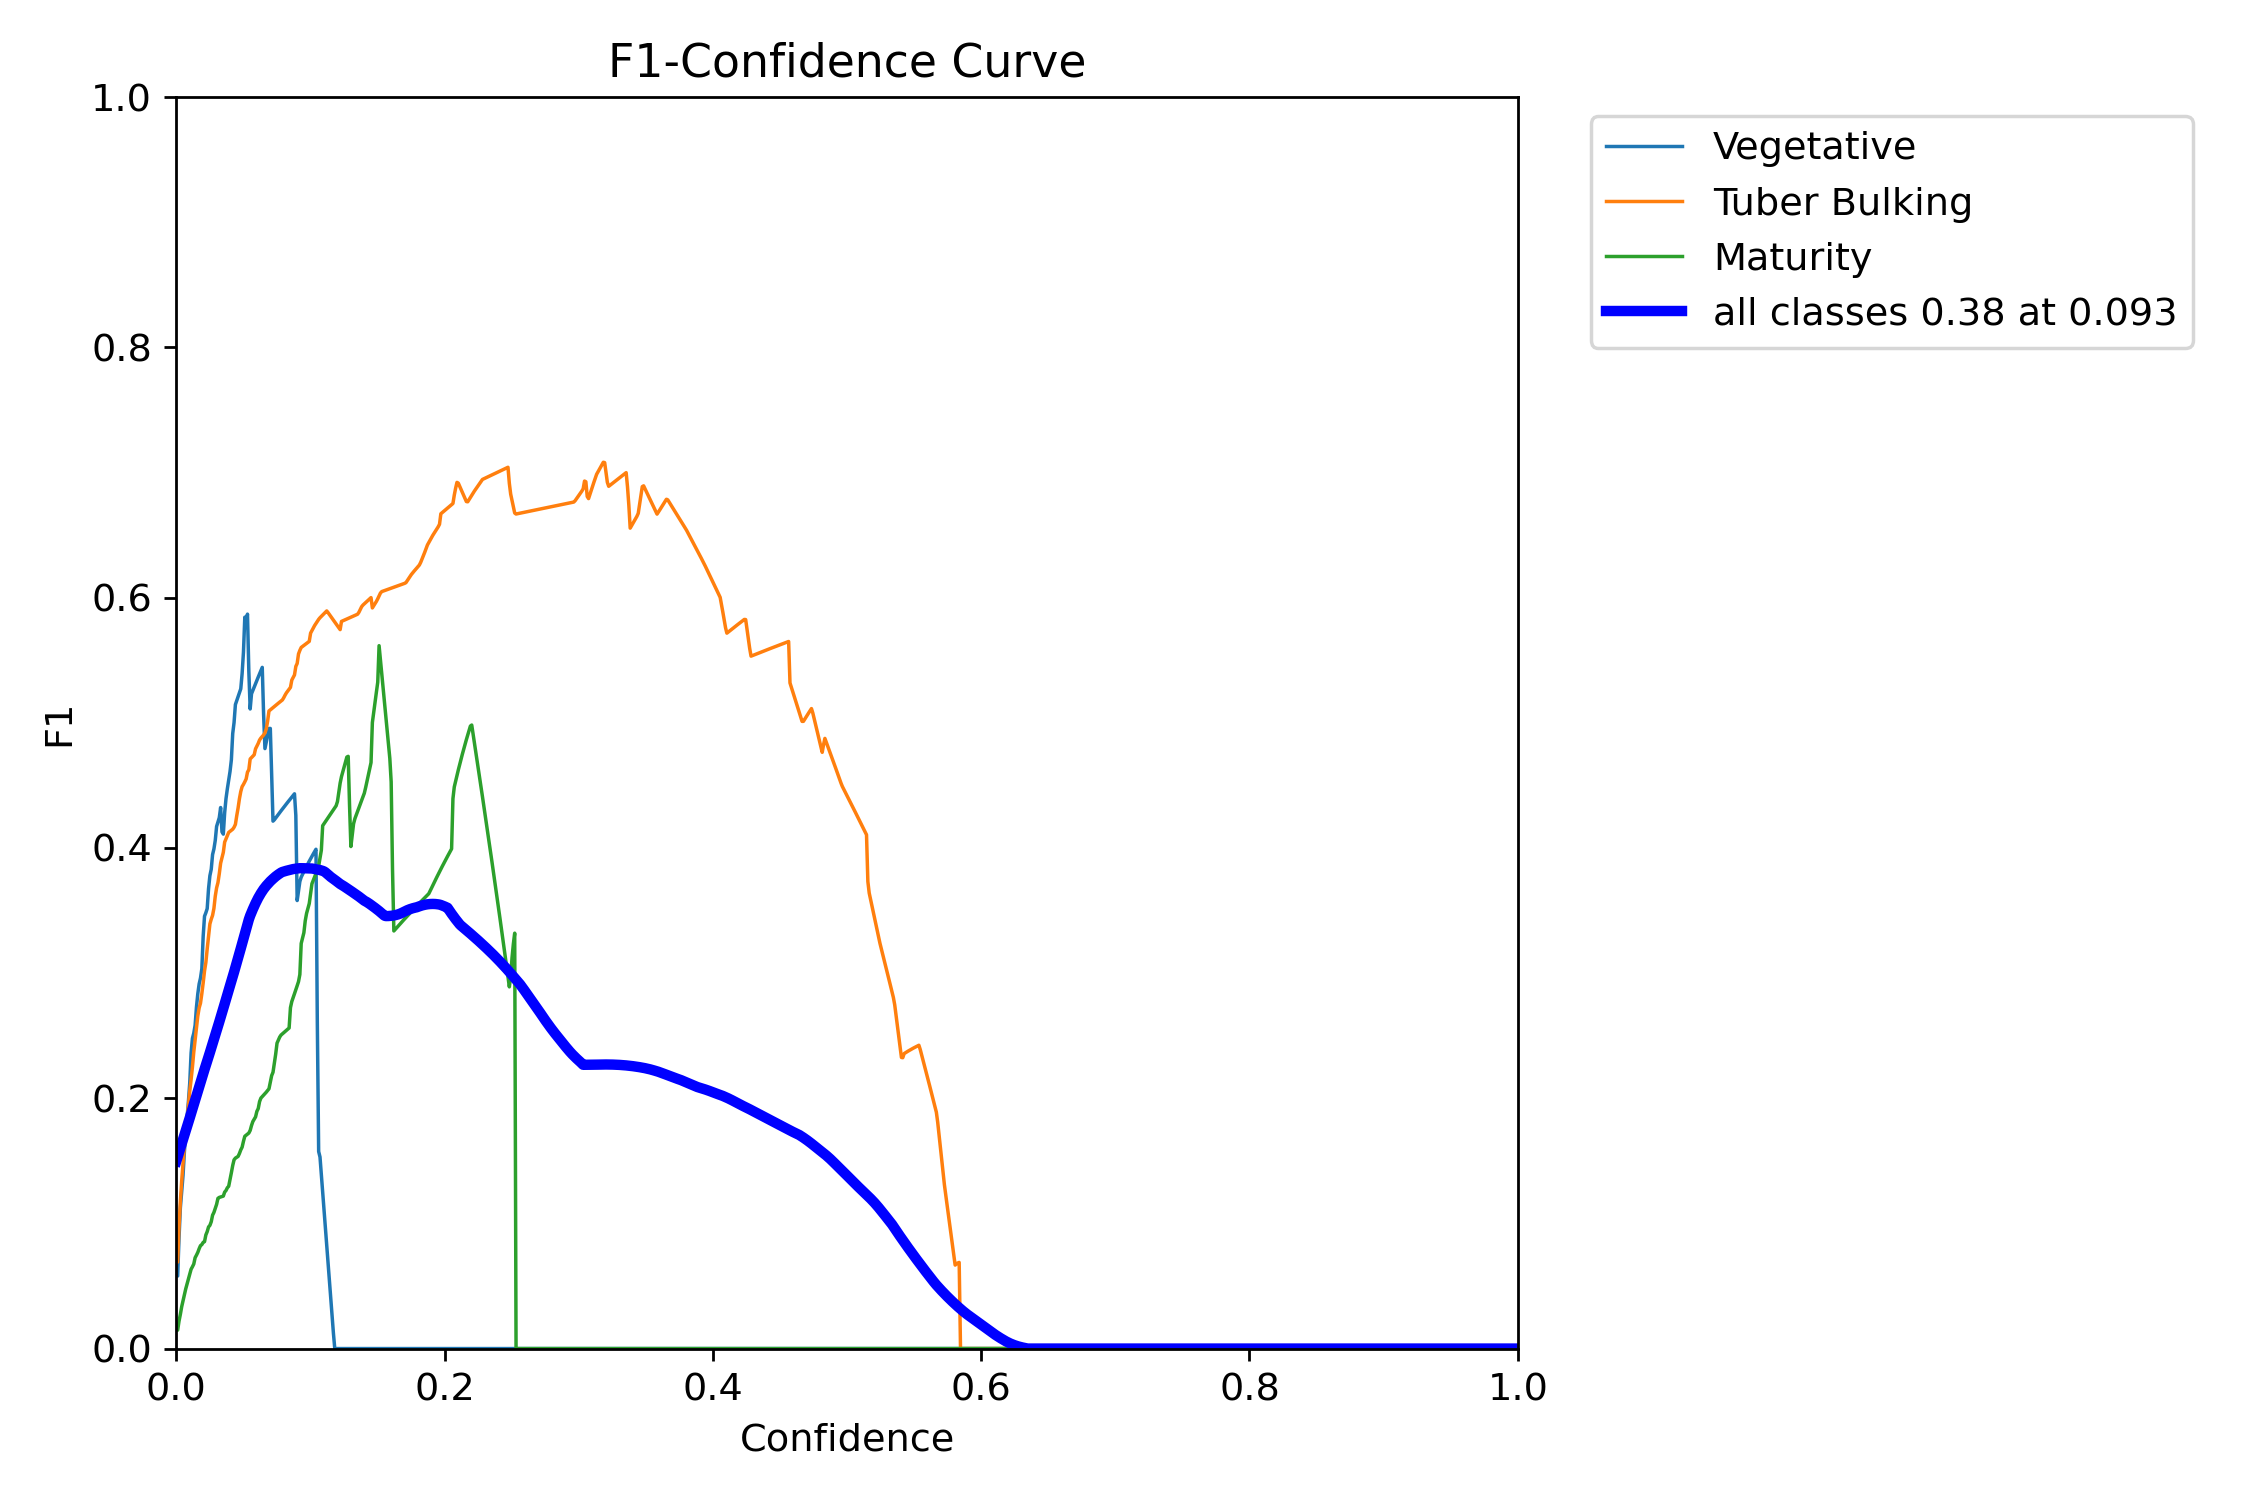 F1-Confidence Curve
1.0
0.8
0.6
0.4
0.2
0.0
F1
0.0 0.2 0.4 0.6 0.8 1.0
Confidence
Vegetative
Tuber Bulking
Maturity
all classes 0.38 at 0.093